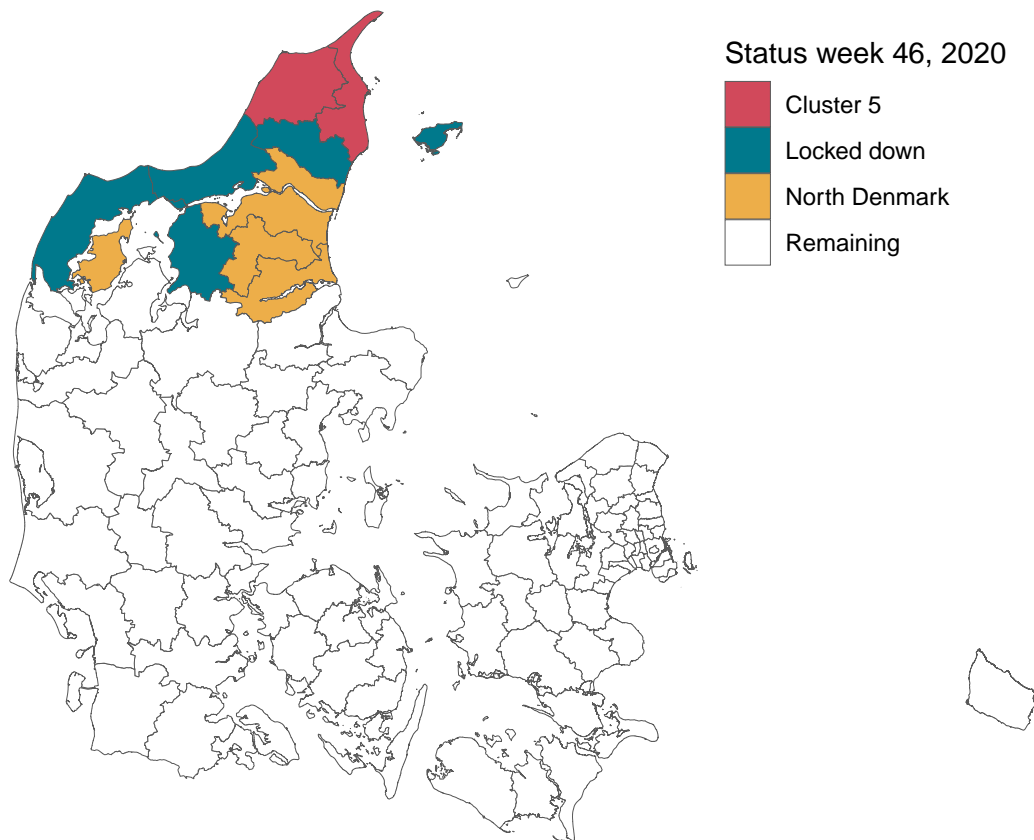 Status week 46, 2020
Cluster 5
Locked down
North Denmark
Remaining